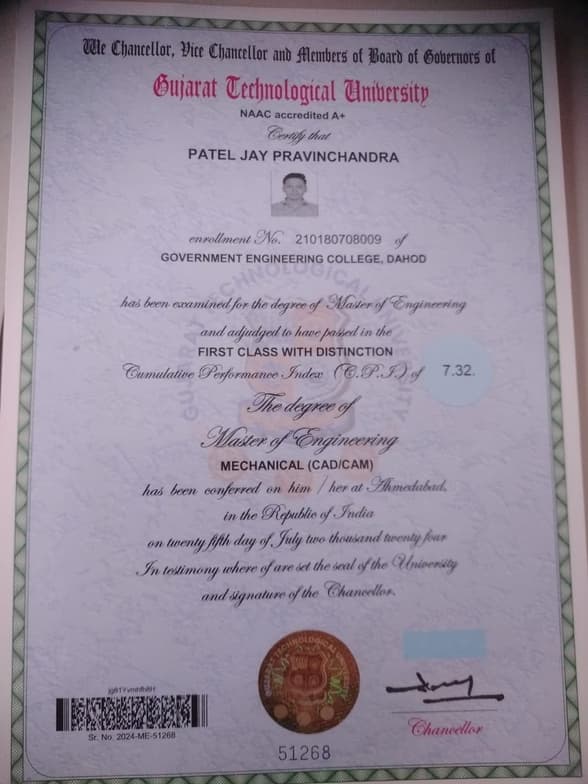 We Chancellor, Vice Chancellor and Members of Board of Governors of
Gujarat Technological University
NAAC accredited A+
Certify that
PATEL JAY PRAVINCHANDRA
enrollment No. 210180708009 of
GOVERNMENT ENGINEERING COLLEGE, DAHOD
has been examined for the degree of Master of Engineering
and adjudged to have passed in the
FIRST CLASS WITH DISTINCTION
Cumulative Performance Index (C.P.I.) of 7.32.
The degree of
Master of Engineering
MECHANICAL (CAD/CAM)
has been conferred on him / her at Ahmedabad,
in the Republic of India
on twenty fifth day of July two thousand twenty four
In testimony where of are set the seal of the University
and signature of the Chancellor.
GUJARAT TECHNOLOGICAL UNIVERSITY
Sr. No. 2024-ME-51268
51268
Chancellor